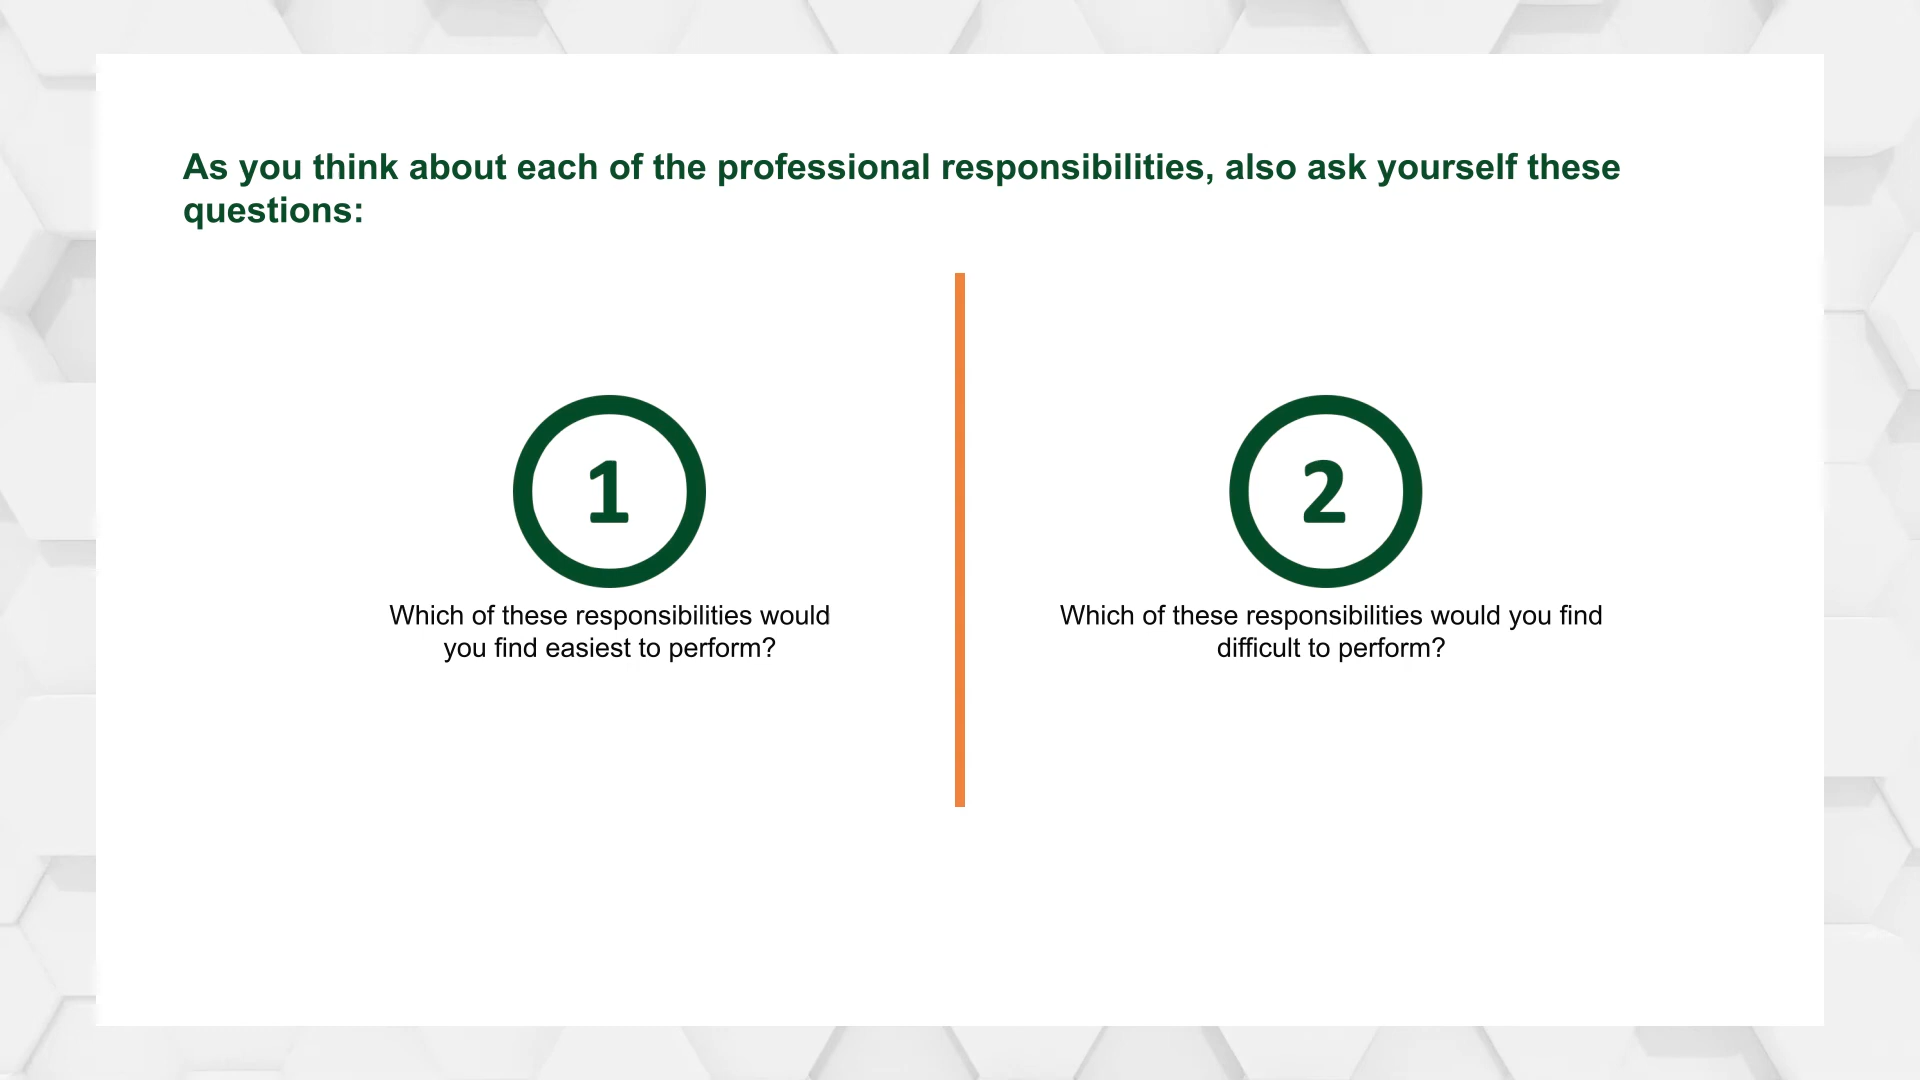 As you think about each of the professional responsibilities, also ask yourself these
questions:
1
Which of these responsibilities would
you find easiest to perform?
2
Which of these responsibilities would you find
difficult to perform?